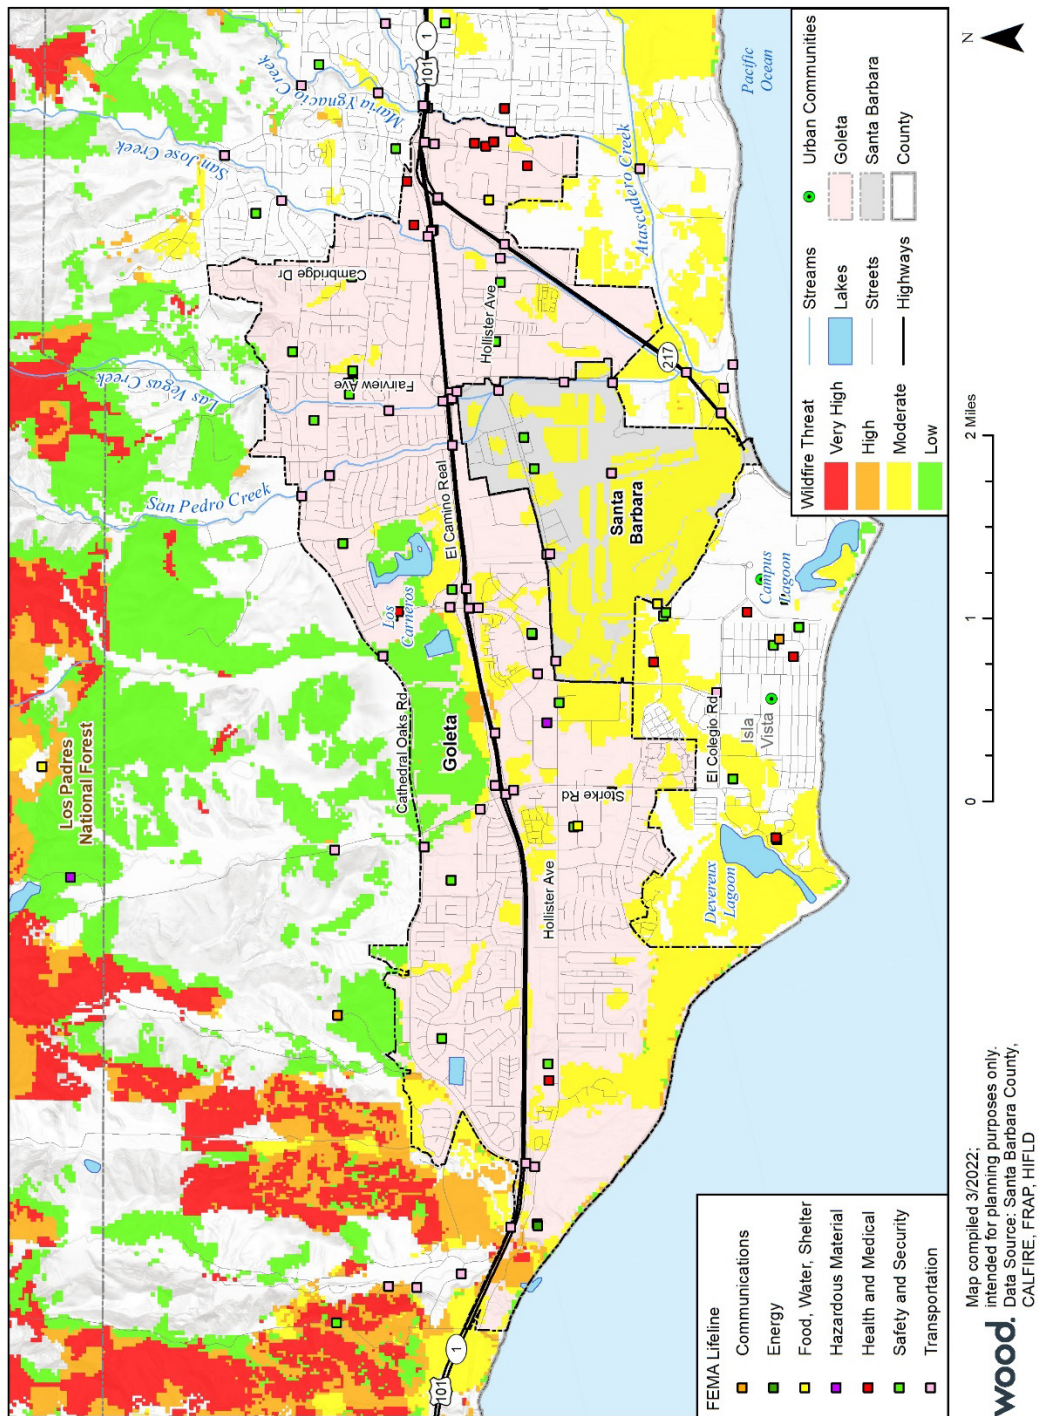 Los Padres
National Forest
San Pedro Creek
Las Vegas Creek
San Jose Creek
Maria Ygnacio Creek
Atascadero Creek
Cathedral Oaks Rd
Goleta
Los
Carneros
El Camino Real
Fairview Ave
Cambridge Dr
Hollister Ave
Hollister Ave
Storke Rd
El Colegio Rd
Santa
Barbara
Isla
Vista
Campus
Lagoon
Devereux
Lagoon
Pacific
Ocean
101
1
101
1
217
FEMA Lifeline
Communications
Energy
Food, Water, Shelter
Hazardous Material
Health and Medical
Safety and Security
Transportation
Wildfire Threat
Very High
High
Moderate
Low
Streams
Lakes
Streets
Highways
Urban Communities
Goleta
Santa Barbara
County
wood.
Map compiled 3/2022;
intended for planning purposes only.
Data Source: Santa Barbara County,
CALFIRE, FRAP, HIFLD
0
1
2 Miles
N